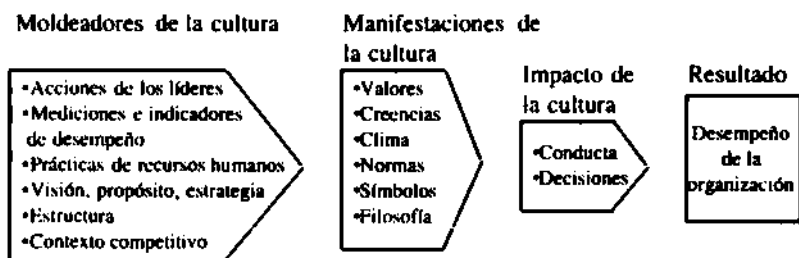 Moldeadores de la cultura
•Acciones de los líderes
•Mediciones e indicadores
de desempeño
•Prácticas de recursos humanos
•Visión, propósito, estrategia
•Estructura
•Contexto competitivo
Manifestaciones de
la cultura
•Valores
•Creencias
•Clima
•Normas
•Símbolos
•Filosofía
Impacto de
la cultura
•Conducta
•Decisiones
Resultado
Desempeño
de la
organización